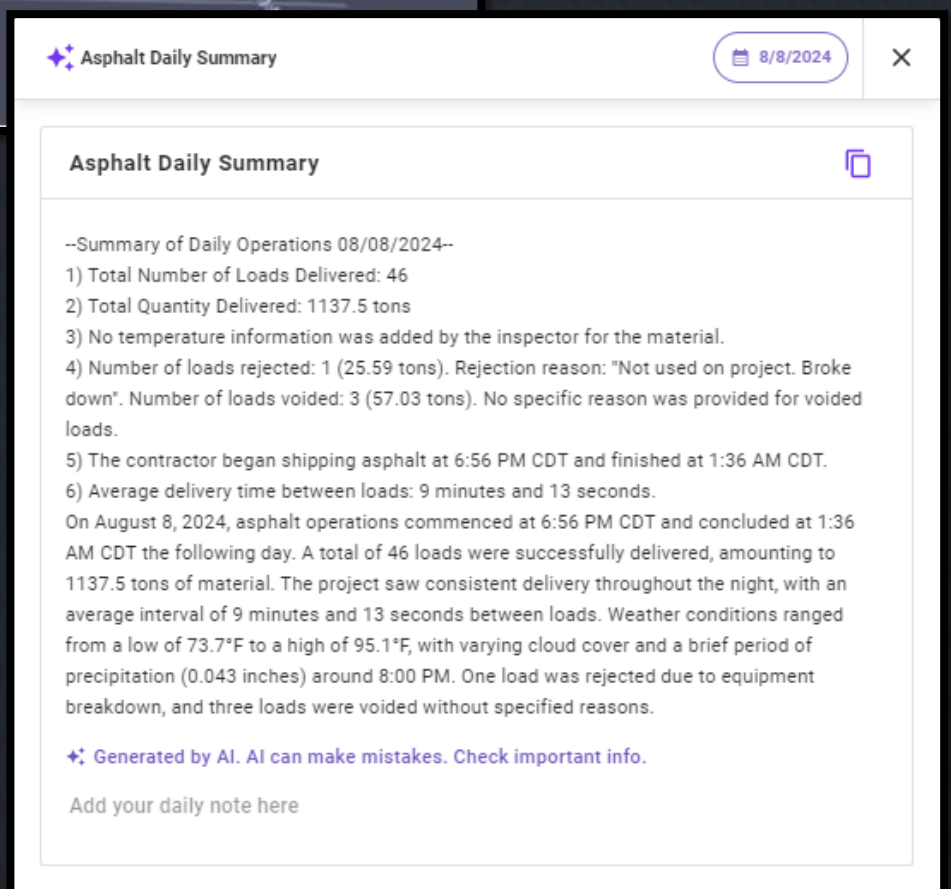 Asphalt Daily Summary
8/8/2024
Asphalt Daily Summary
--Summary of Daily Operations 08/08/2024--
1) Total Number of Loads Delivered: 46
2) Total Quantity Delivered: 1137.5 tons
3) No temperature information was added by the inspector for the material.
4) Number of loads rejected: 1 (25.59 tons). Rejection reason: "Not used on project. Broke
down". Number of loads voided: 3 (57.03 tons). No specific reason was provided for voided
loads.
5) The contractor began shipping asphalt at 6:56 PM CDT and finished at 1:36 AM CDT.
6) Average delivery time between loads: 9 minutes and 13 seconds.
On August 8, 2024, asphalt operations commenced at 6:56 PM CDT and concluded at 1:36
AM CDT the following day. A total of 46 loads were successfully delivered, amounting to
1137.5 tons of material. The project saw consistent delivery throughout the night, with an
average interval of 9 minutes and 13 seconds between loads. Weather conditions ranged
from a low of 73.7°F to a high of 95.1°F, with varying cloud cover and a brief period of
precipitation (0.043 inches) around 8:00 PM. One load was rejected due to equipment
breakdown, and three loads were voided without specified reasons.
Generated by AI. AI can make mistakes. Check important info.
Add your daily note here